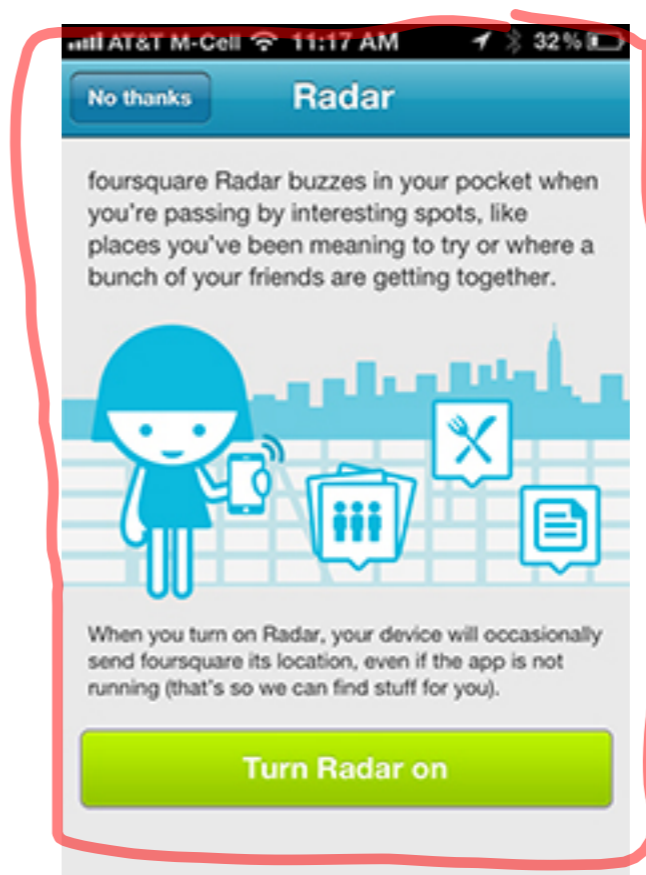 AT&T M-Cell 11:17 AM 32%
No thanks Radar
foursquare Radar buzzes in your pocket when
you're passing by interesting spots, like
places you've been meaning to try or where a
bunch of your friends are getting together.
When you turn on Radar, your device will occasionally
send foursquare its location, even if the app is not
running (that's so we can find stuff for you).
Turn Radar on